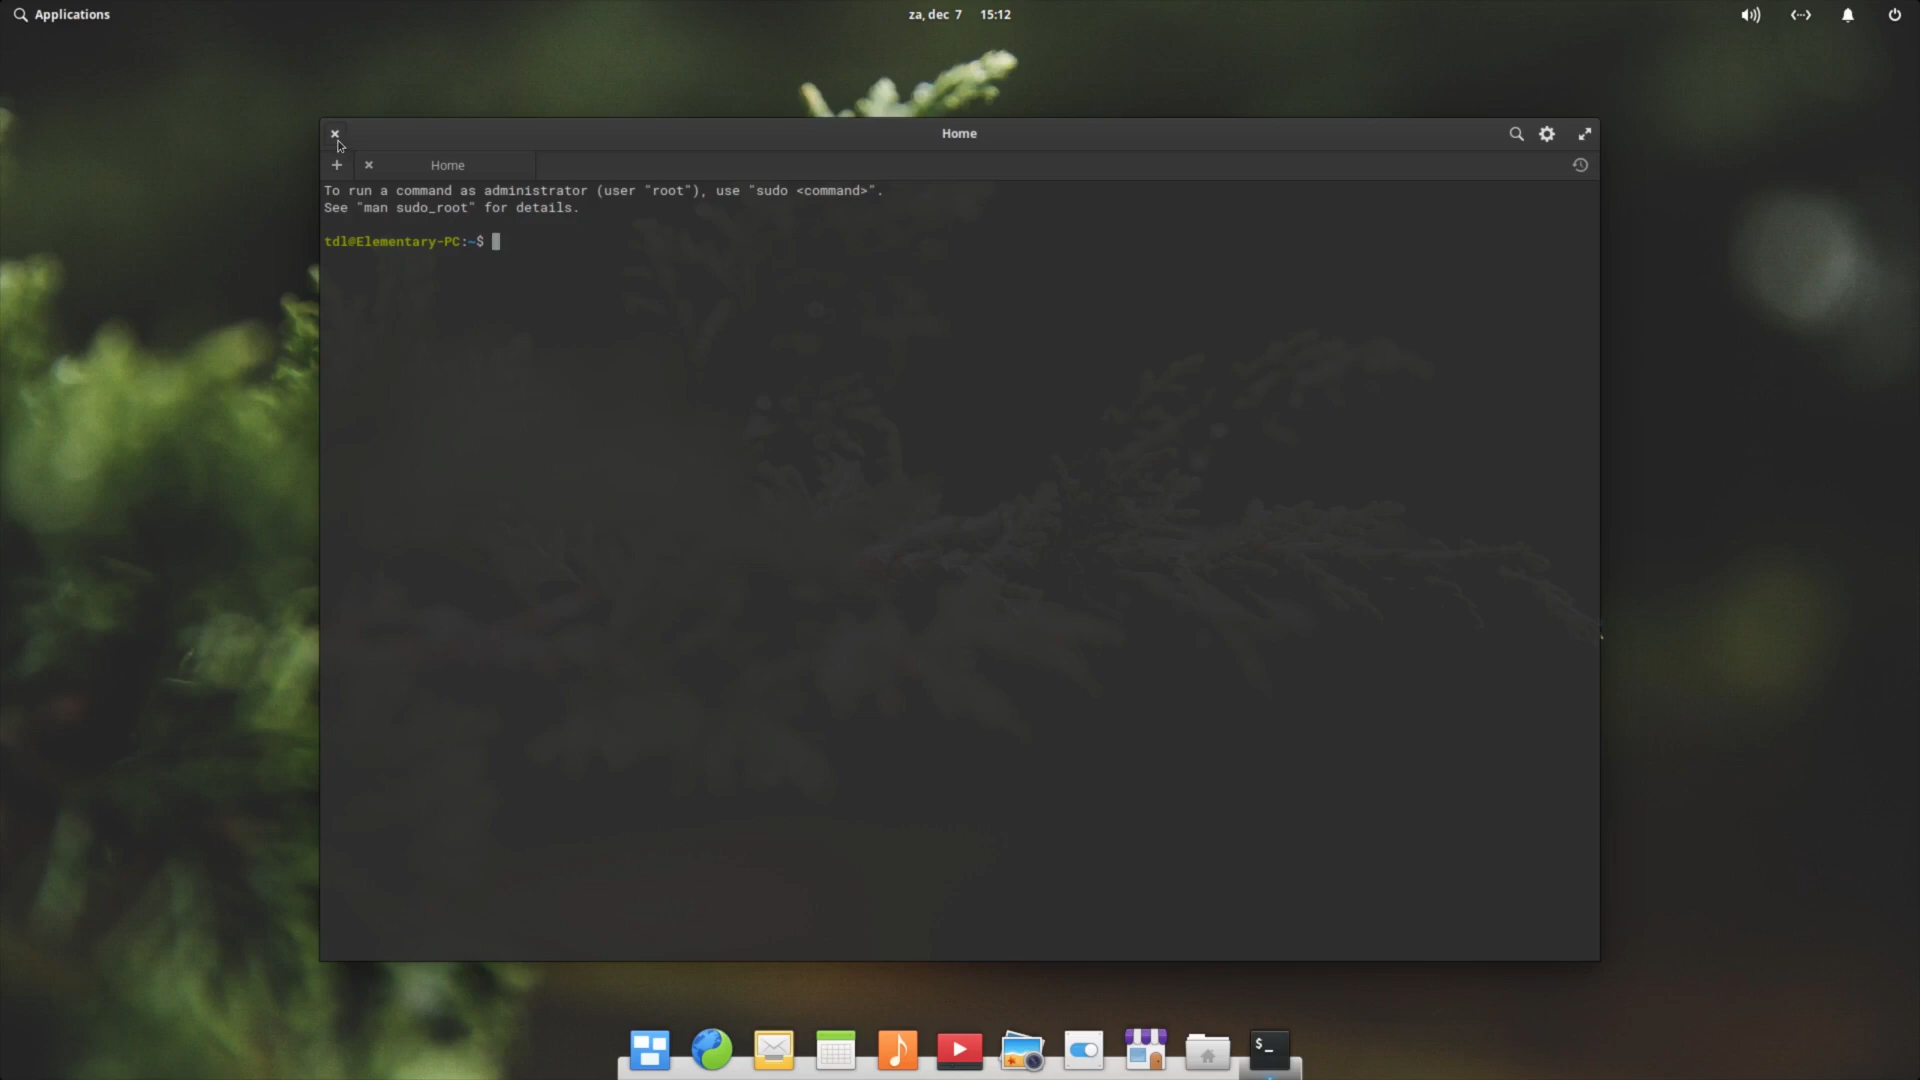 Applications
za, dec 7 15:12
Home
Home
To run a command as administrator (user "root"), use "sudo <command>".
See "man sudo_root" for details.
tdl@Elementary-PC:~$
$_